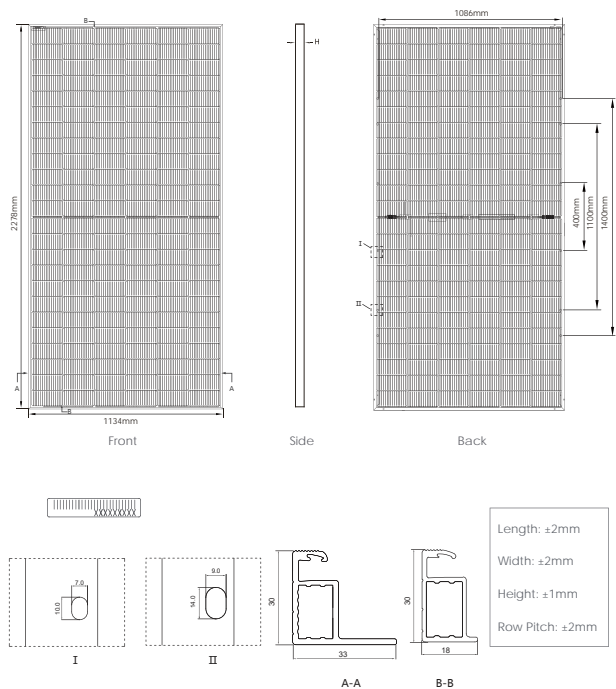 B
H
1086mm
2278mm
400mm
1100mm
1400mm
I
II
A
A
B
1134mm
Front
Side
Back
Length: ±2mm
Width: ±2mm
Height: ±1mm
Row Pitch: ±2mm
7.0
10.0
I
9.0
14.0
II
30
33
A-A
30
18
B-B